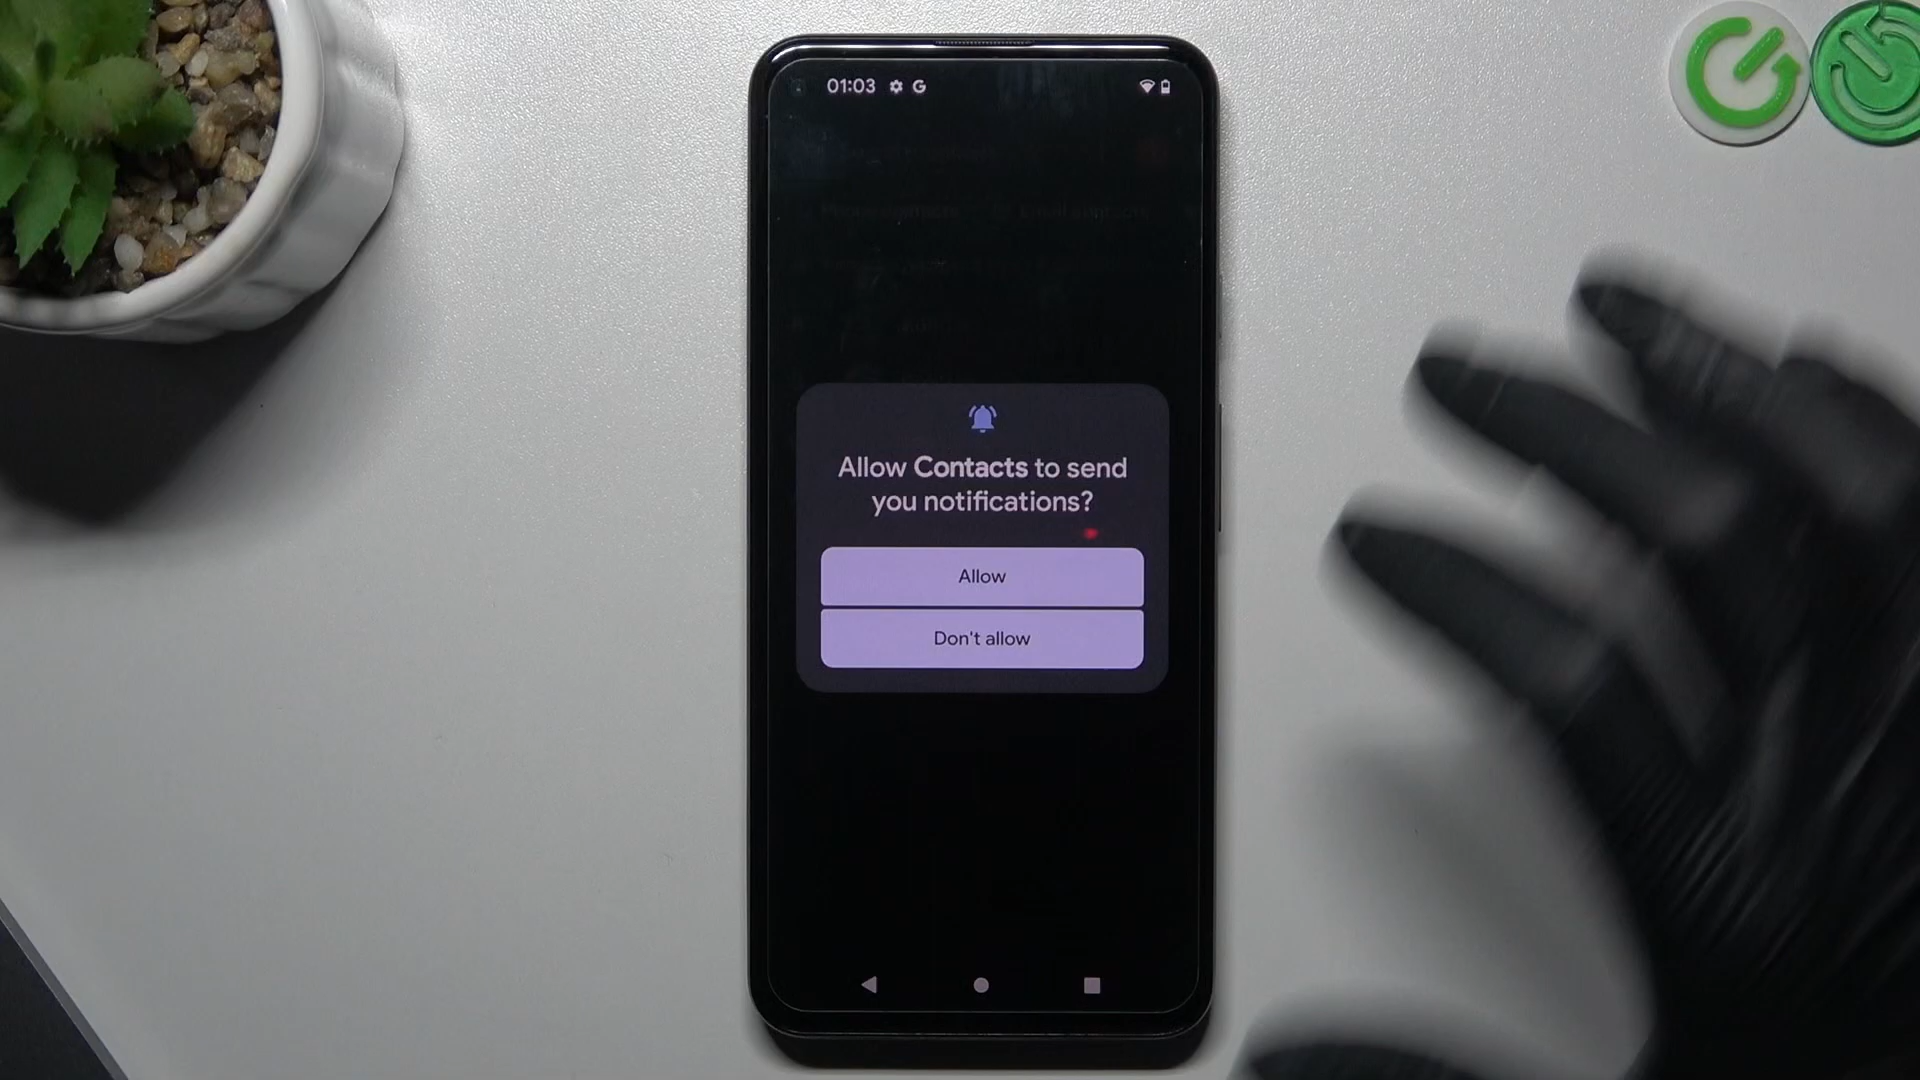 01:03
Allow Contacts to send
you notifications?
Allow
Don't allow